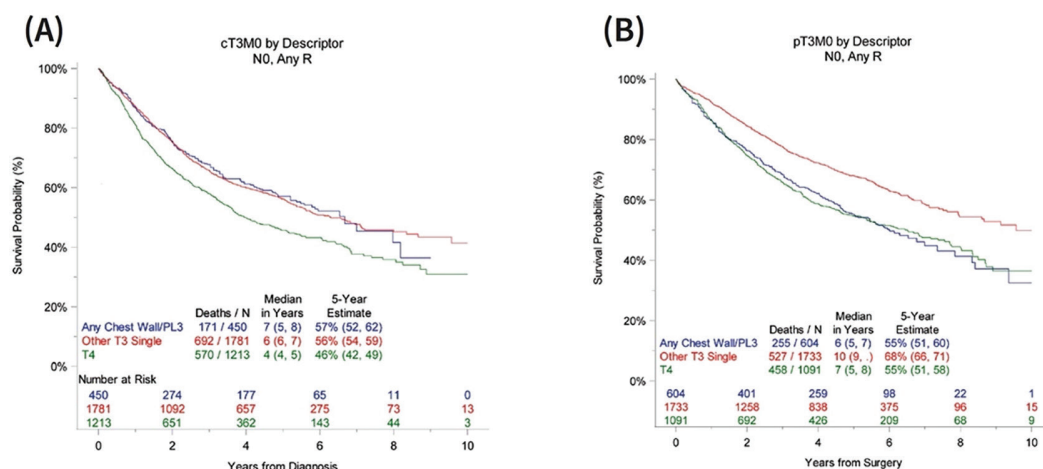 (A)
cT3M0 by Descriptor
N0, Any R
100%
80%
60%
40%
20%
0%
Survival Probability (%)
Deaths / N Median in Years 5-Year Estimate
Any Chest Wall/PL3 171 / 450 7 (5, 8) 57% (52, 62)
Other T3 Single 692 / 1781 6 (6, 7) 56% (54, 59)
T4 570 / 1213 4 (4, 5) 46% (42, 49)
Number at Risk
450 274 177 65 11 0
1781 1092 657 275 73 13
1213 651 362 143 44 3
0 2 4 6 8 10
Years from Diagnosis
(B)
pT3M0 by Descriptor
N0, Any R
100%
80%
60%
40%
20%
0%
Survival Probability (%)
Deaths / N Median in Years 5-Year Estimate
Any Chest Wall/PL3 255 / 604 6 (5, 7) 55% (51, 60)
Other T3 Single 527 / 1733 10 (9, .) 68% (66, 71)
T4 458 / 1091 7 (5, 8) 55% (51, 58)
604 401 259 98 22 1
1733 1258 838 375 96 15
1091 692 426 209 68 9
0 2 4 6 8 10
Years from Surgery